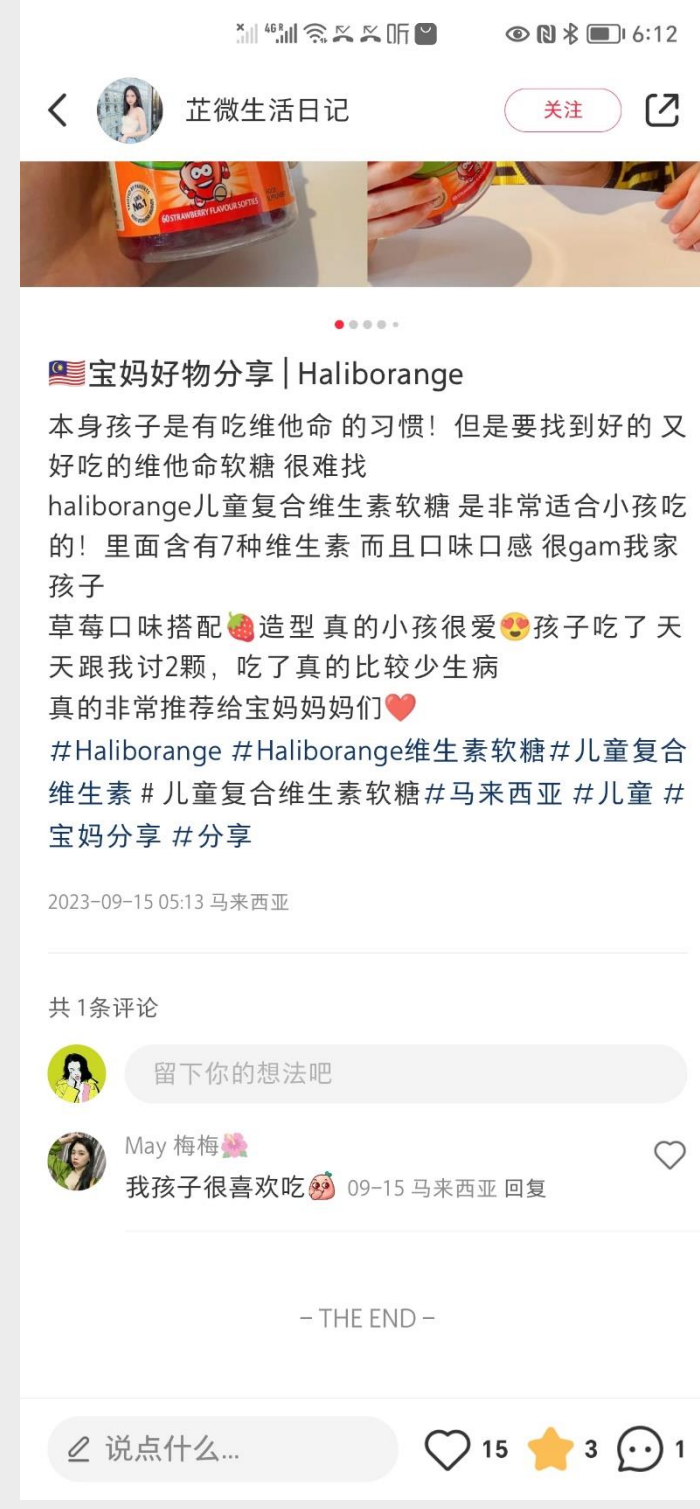 46 R 听 6:12
芷微生活日记 关注
No.1
60 STRAWBERRY FLAVOUR SOFTIES
宝妈好物分享 | Haliborange
本身孩子是有吃维他命 的习惯！但是要找到好的 又
好吃的维他命软糖 很难找
haliborange儿童复合维生素软糖 是非常适合小孩吃
的！里面含有7种维生素 而且口味口感 很gam我家
孩子
草莓口味搭配🍓造型 真的小孩很爱😍孩子吃了 天
天跟我讨2颗，吃了真的比较少生病
真的非常推荐给宝妈妈妈们❤️
#Haliborange #Haliborange维生素软糖#儿童复合
维生素 # 儿童复合维生素软糖#马来西亚 #儿童 #
宝妈分享 #分享
2023-09-15 05:13 马来西亚
共 1条评论
留下你的想法吧
May 梅梅🌺
我孩子很喜欢吃 09-15 马来西亚 回复
- THE END -
说点什么... 15 3 1